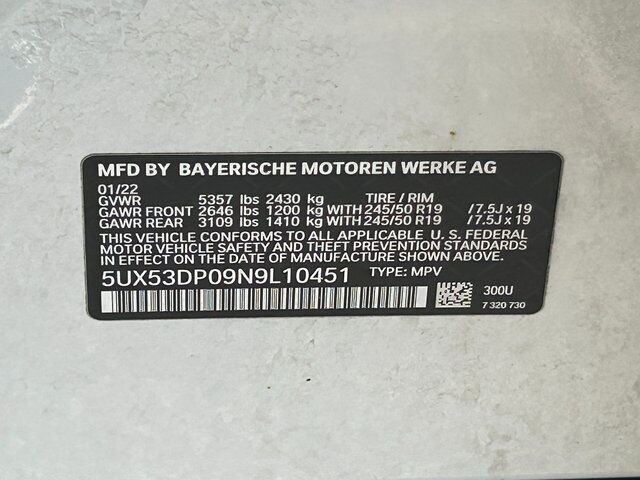 MFD BY BAYERISCHE MOTOREN WERKE AG
01/22
GVWR 5357 lbs 2430 kg TIRE / RIM
GAWR FRONT 2646 lbs 1200 kg WITH 245/50 R19 / 7.5J x 19
GAWR REAR 3109 lbs 1410 kg WITH 245/50 R19 / 7.5J x 19
THIS VEHICLE CONFORMS TO ALL APPLICABLE U. S. FEDERAL
MOTOR VEHICLE SAFETY, BUMPER, AND THEFT PREVENTION
STANDARDS IN EFFECT ON THE DATE OF MANUFACTURE SHOWN
ABOVE.
5UX53DP09N9L10451 TYPE: MPV
300U
7 320 730